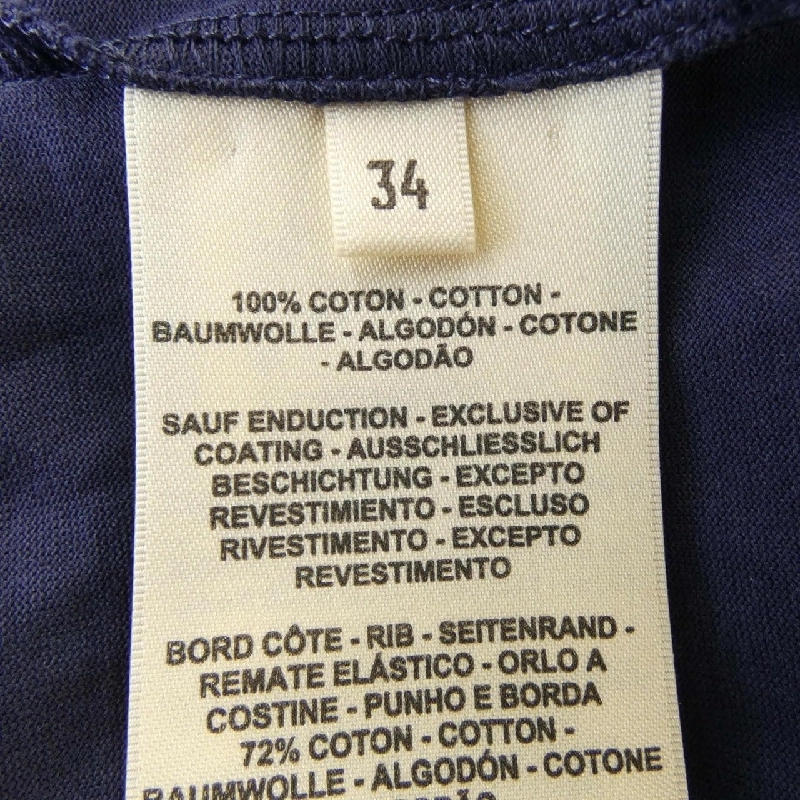 34
100% COTON - COTTON -
BAUMWOLLE - ALGODÓN - COTONE
- ALGODÃO
SAUF ENDUCTION - EXCLUSIVE OF
COATING - AUSSCHLIESSLICH
BESCHICHTUNG - EXCEPTO
REVESTIMIENTO - ESCLUSO
RIVESTIMENTO - EXCEPTO
REVESTIMENTO
BORD CÔTE - RIB - SEITENRAND -
REMATE ELÁSTICO - ORLO A
COSTINE - PUNHO E BORDA
72% COTON - COTTON -
BAUMWOLLE - ALGODÓN - COTONE